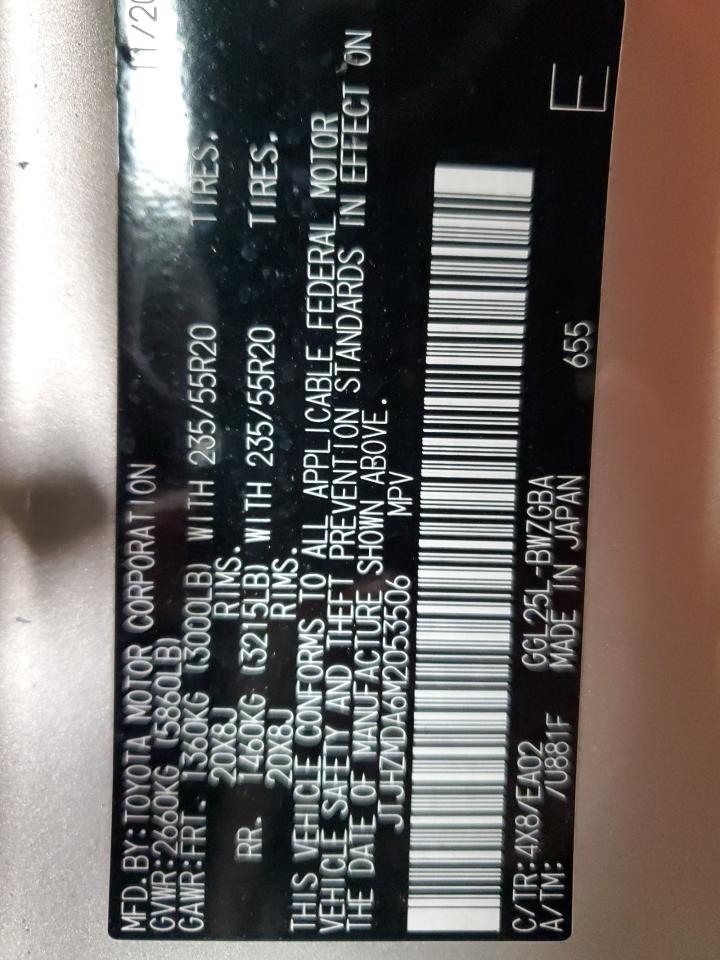 MFD. BY: TOYOTA MOTOR CORPORATION 11/20
GVWR: 2660KG (5860LB)
GAWR: FRT. 1360KG (3000LB) WITH 235/55R20 TIRES.
20X8J RIMS.
RR. 1460KG (3215LB) WITH 235/55R20 TIRES.
20X8J RIMS.
THIS VEHICLE CONFORMS TO ALL APPLICABLE FEDERAL MOTOR
VEHICLE SAFETY AND THEFT PREVENTION STANDARDS IN EFFECT ON
THE DATE OF MANUFACTURE SHOWN ABOVE.
JTJHZMDA6M2053506 MPV
C/TR: 4X8/EA02 GGL25L-BWZGBA
A/TM: /U881F MADE IN JAPAN 655 E